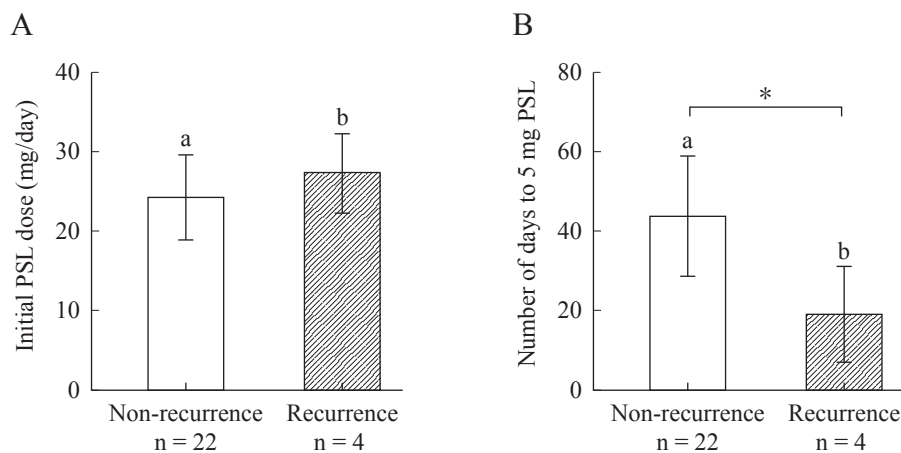 A
Initial PSL dose (mg/day)
40
30
20
10
0
a
b
Non-recurrence
n = 22
Recurrence
n = 4
B
Number of days to 5 mg PSL
80
60
40
20
0
*
a
b
Non-recurrence
n = 22
Recurrence
n = 4